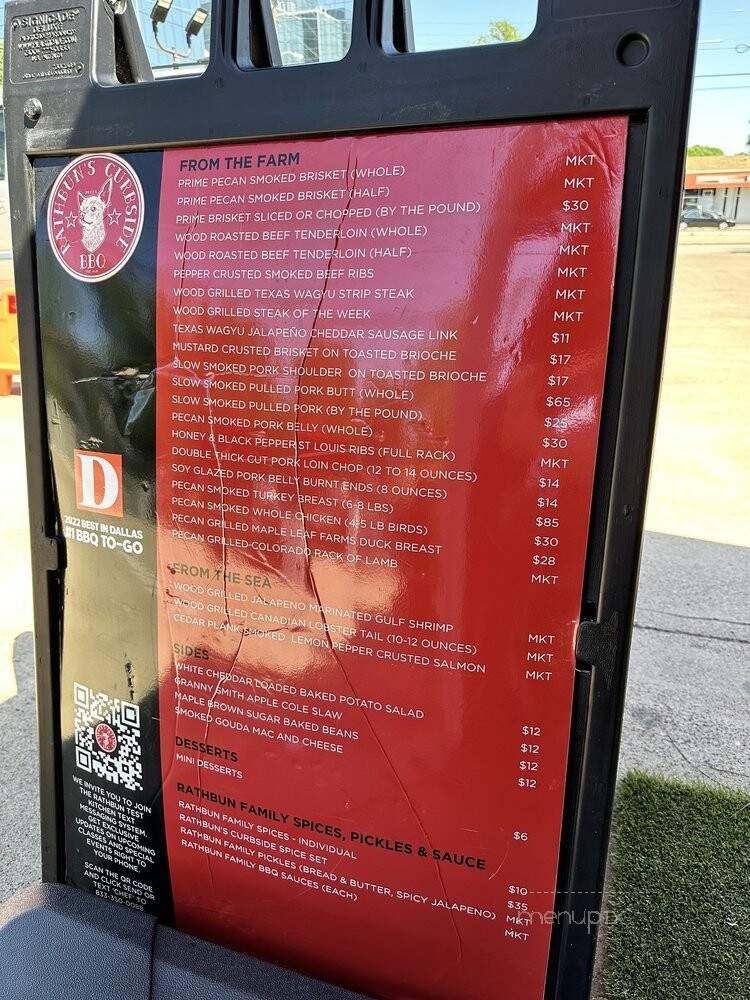 SIGNICADE
DELUXE
RATHBUN'S CURBSIDE
BBQ
FROM THE FARM
PRIME PECAN SMOKED BRISKET (WHOLE) MKT
PRIME PECAN SMOKED BRISKET (HALF) MKT
PRIME BRISKET SLICED OR CHOPPED (BY THE POUND) $30
WOOD ROASTED BEEF TENDERLOIN (WHOLE) MKT
WOOD ROASTED BEEF TENDERLOIN (HALF) MKT
PEPPER CRUSTED SMOKED BEEF RIBS MKT
WOOD GRILLED TEXAS WAGYU STRIP STEAK MKT
WOOD GRILLED STEAK OF THE WEEK MKT
TEXAS WAGYU JALAPEÑO CHEDDAR SAUSAGE LINK $11
MUSTARD CRUSTED BRISKET ON TOASTED BRIOCHE $17
SLOW SMOKED PORK SHOULDER ON TOASTED BRIOCHE $17
SLOW SMOKED PULLED PORK BUTT (WHOLE) $65
SLOW SMOKED PULLED PORK (BY THE POUND) $25
PECAN SMOKED PORK BELLY (WHOLE) $30
HONEY & BLACK PEPPER ST LOUIS RIBS (FULL RACK) MKT
DOUBLE THICK CUT PORK LOIN CHOP (12 TO 14 OUNCES) $14
SOY GLAZED PORK BELLY BURNT ENDS (8 OUNCES) $14
PECAN SMOKED TURKEY BREAST (6-8 LBS) $85
PECAN SMOKED WHOLE CHICKEN (4-5 LB BIRDS) $30
PECAN GRILLED MAPLE LEAF FARMS DUCK BREAST $28
PECAN GRILLED COLORADO RACK OF LAMB MKT
FROM THE SEA
WOOD GRILLED JALAPENO MARINATED GULF SHRIMP MKT
WOOD GRILLED CANADIAN LOBSTER TAIL (10-12 OUNCES) MKT
CEDAR PLANK SMOKED LEMON PEPPER CRUSTED SALMON MKT
SIDES
WHITE CHEDDAR LOADED BAKED POTATO SALAD $12
GRANNY SMITH APPLE COLE SLAW $12
MAPLE BROWN SUGAR BAKED BEANS $12
SMOKED GOUDA MAC AND CHEESE $12
DESSERTS
MINI DESSERTS $6
RATHBUN FAMILY SPICES, PICKLES & SAUCE
RATHBUN FAMILY SPICES - INDIVIDUAL $10
RATHBUN'S CURBSIDE SPICE SET $35
RATHBUN FAMILY PICKLES (BREAD & BUTTER, SPICY JALAPENO) MKT
RATHBUN FAMILY BBQ SAUCES (EACH) MKT
D
2022 BEST IN DALLAS
#1 BBQ TO-GO
WE INVITE YOU TO JOIN
THE RATHBUN TEST
KITCHEN TEXT
MESSAGING SYSTEM.
GET EXCLUSIVE
UPDATES ON UPCOMING
CLASSES AND SPECIAL
EVENTS RIGHT TO
YOUR PHONE.
SCAN THE QR CODE
AND CLICK SEND OR
TEXT 'CHEF' TO
833-350-0088
menupix